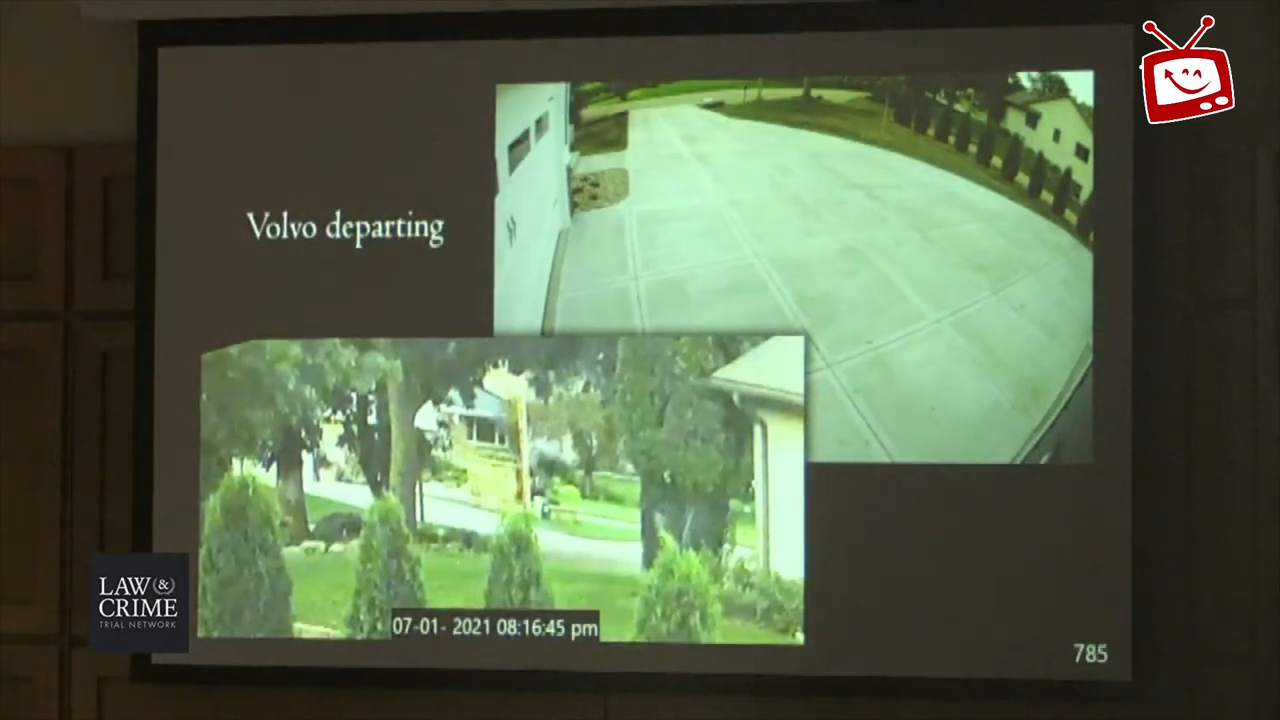 Volvo departing
07-01- 2021 08:16:45 pm
785
LAW &
CRIME
TRIAL NETWORK